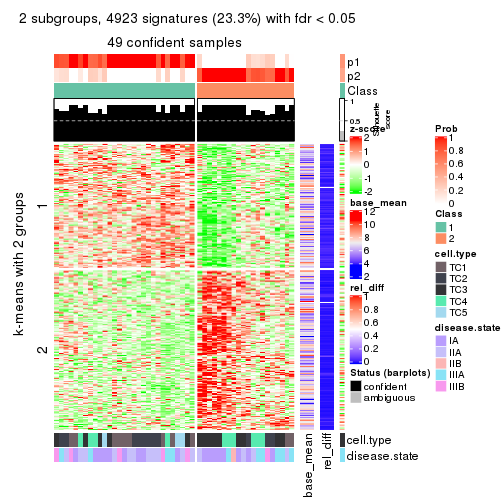 2 subgroups, 4923 signatures (23.3%) with fdr < 0.05
49 confident samples
p1
p2
Class
1
0.5
0
Silhouette
score
k-means with 2 groups
1
2
base_mean
rel_diff
cell.type
disease.state
z-score
2
1
0
-1
-2
base_mean
12
10
8
6
4
2
rel_diff
1
0.8
0.6
0.4
0.2
0
Status (barplots)
confident
ambiguous
Prob
1
0.8
0.6
0.4
0.2
0
Class
1
2
cell.type
TC1
TC2
TC3
TC4
TC5
disease.state
IA
IIA
IIB
IIIA
IIIB